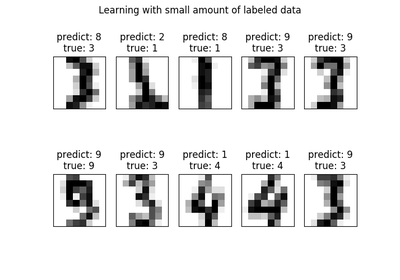 Learning with small amount of labeled data
predict: 8 predict: 2 predict: 8 predict: 9 predict: 9
true: 3 true: 1 true: 1 true: 3 true: 3
predict: 9 predict: 9 predict: 1 predict: 1 predict: 9
true: 9 true: 3 true: 4 true: 4 true: 3